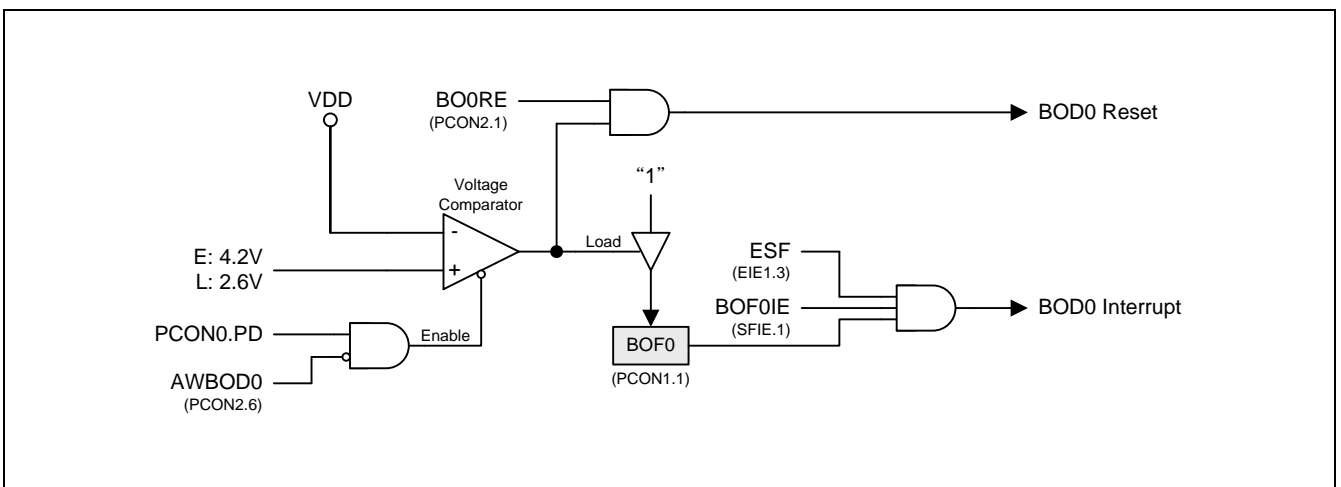 VDD
BO0RE
(PCON2.1)
BOD0 Reset
“1”
Voltage
Comparator
-
Load
E: 4.2V
L: 2.6V
+
ESF
(EIE1.3)
BOF0IE
(SFIE.1)
BOD0 Interrupt
PCON0.PD
Enable
BOF0
(PCON1.1)
AWBOD0
(PCON2.6)